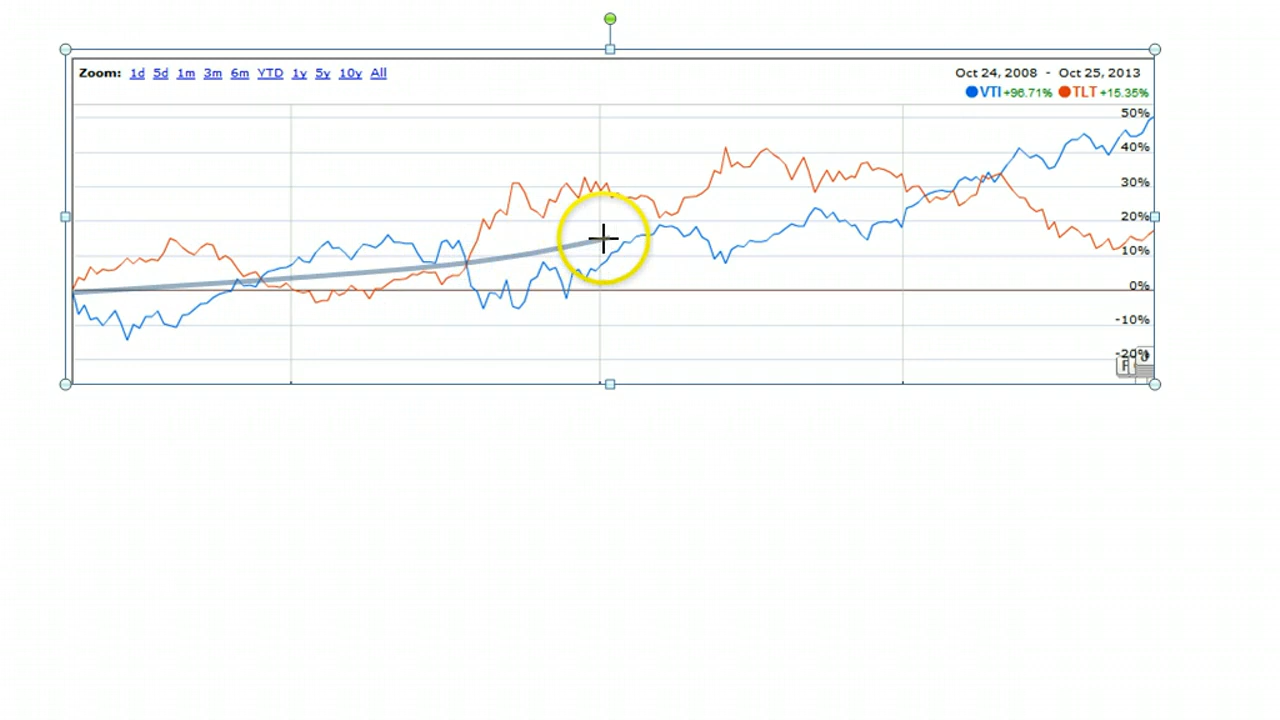 Zoom: 1d 5d 1m 3m 6m YTD 1y 5y 10y All
Oct 24, 2008 - Oct 25, 2013
VTI +96.71% TLT +15.35%
50%
40%
30%
20%
10%
0%
-10%
-20%